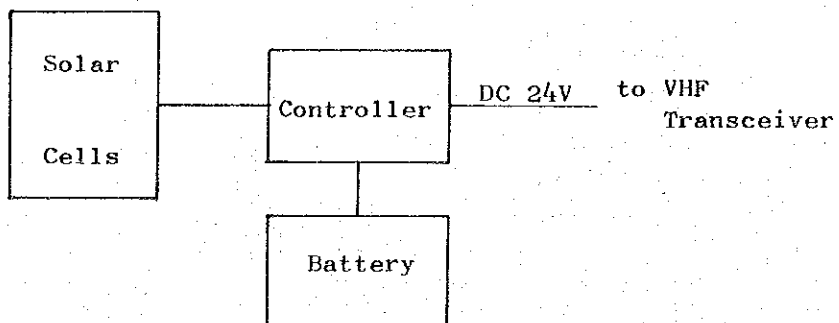 Solar
Cells
Controller
DC 24V
to VHF
Transceiver
Battery